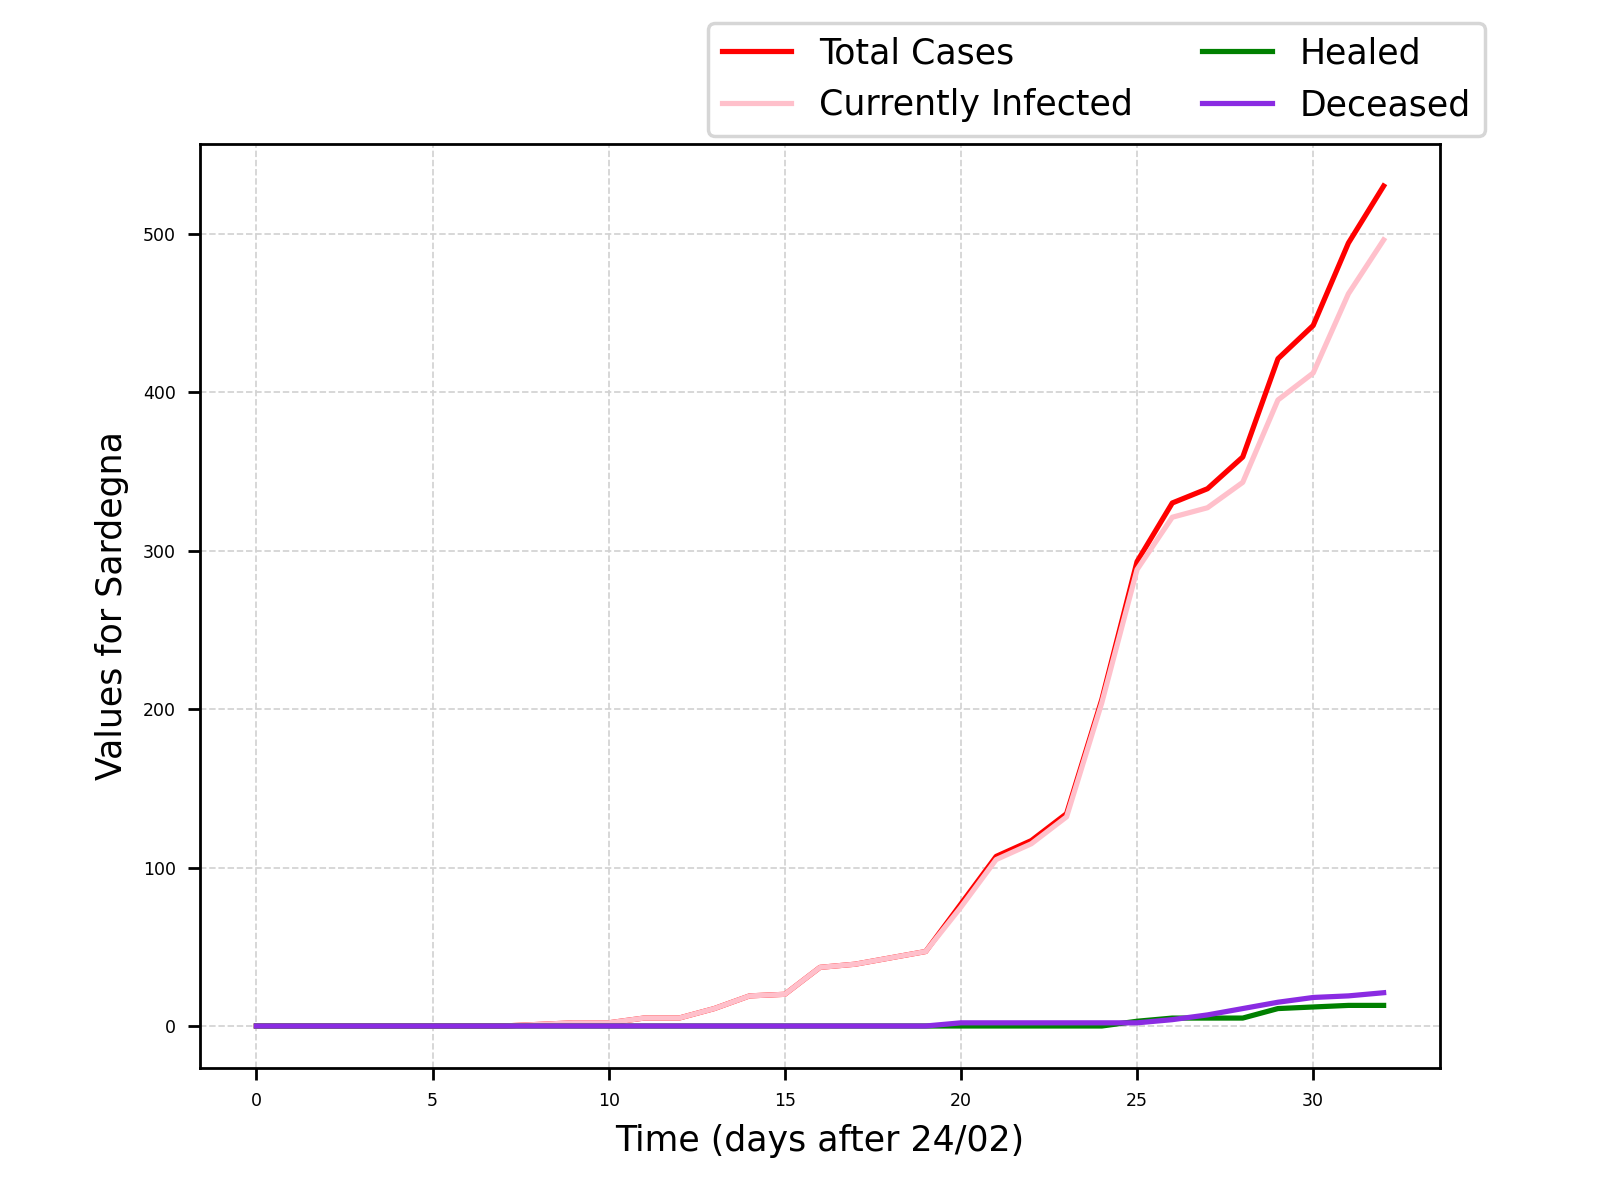 Total Cases
Currently Infected
Healed
Deceased
Values for Sardegna
500
400
300
200
100
0
0 5 10 15 20 25 30
Time (days after 24/02)